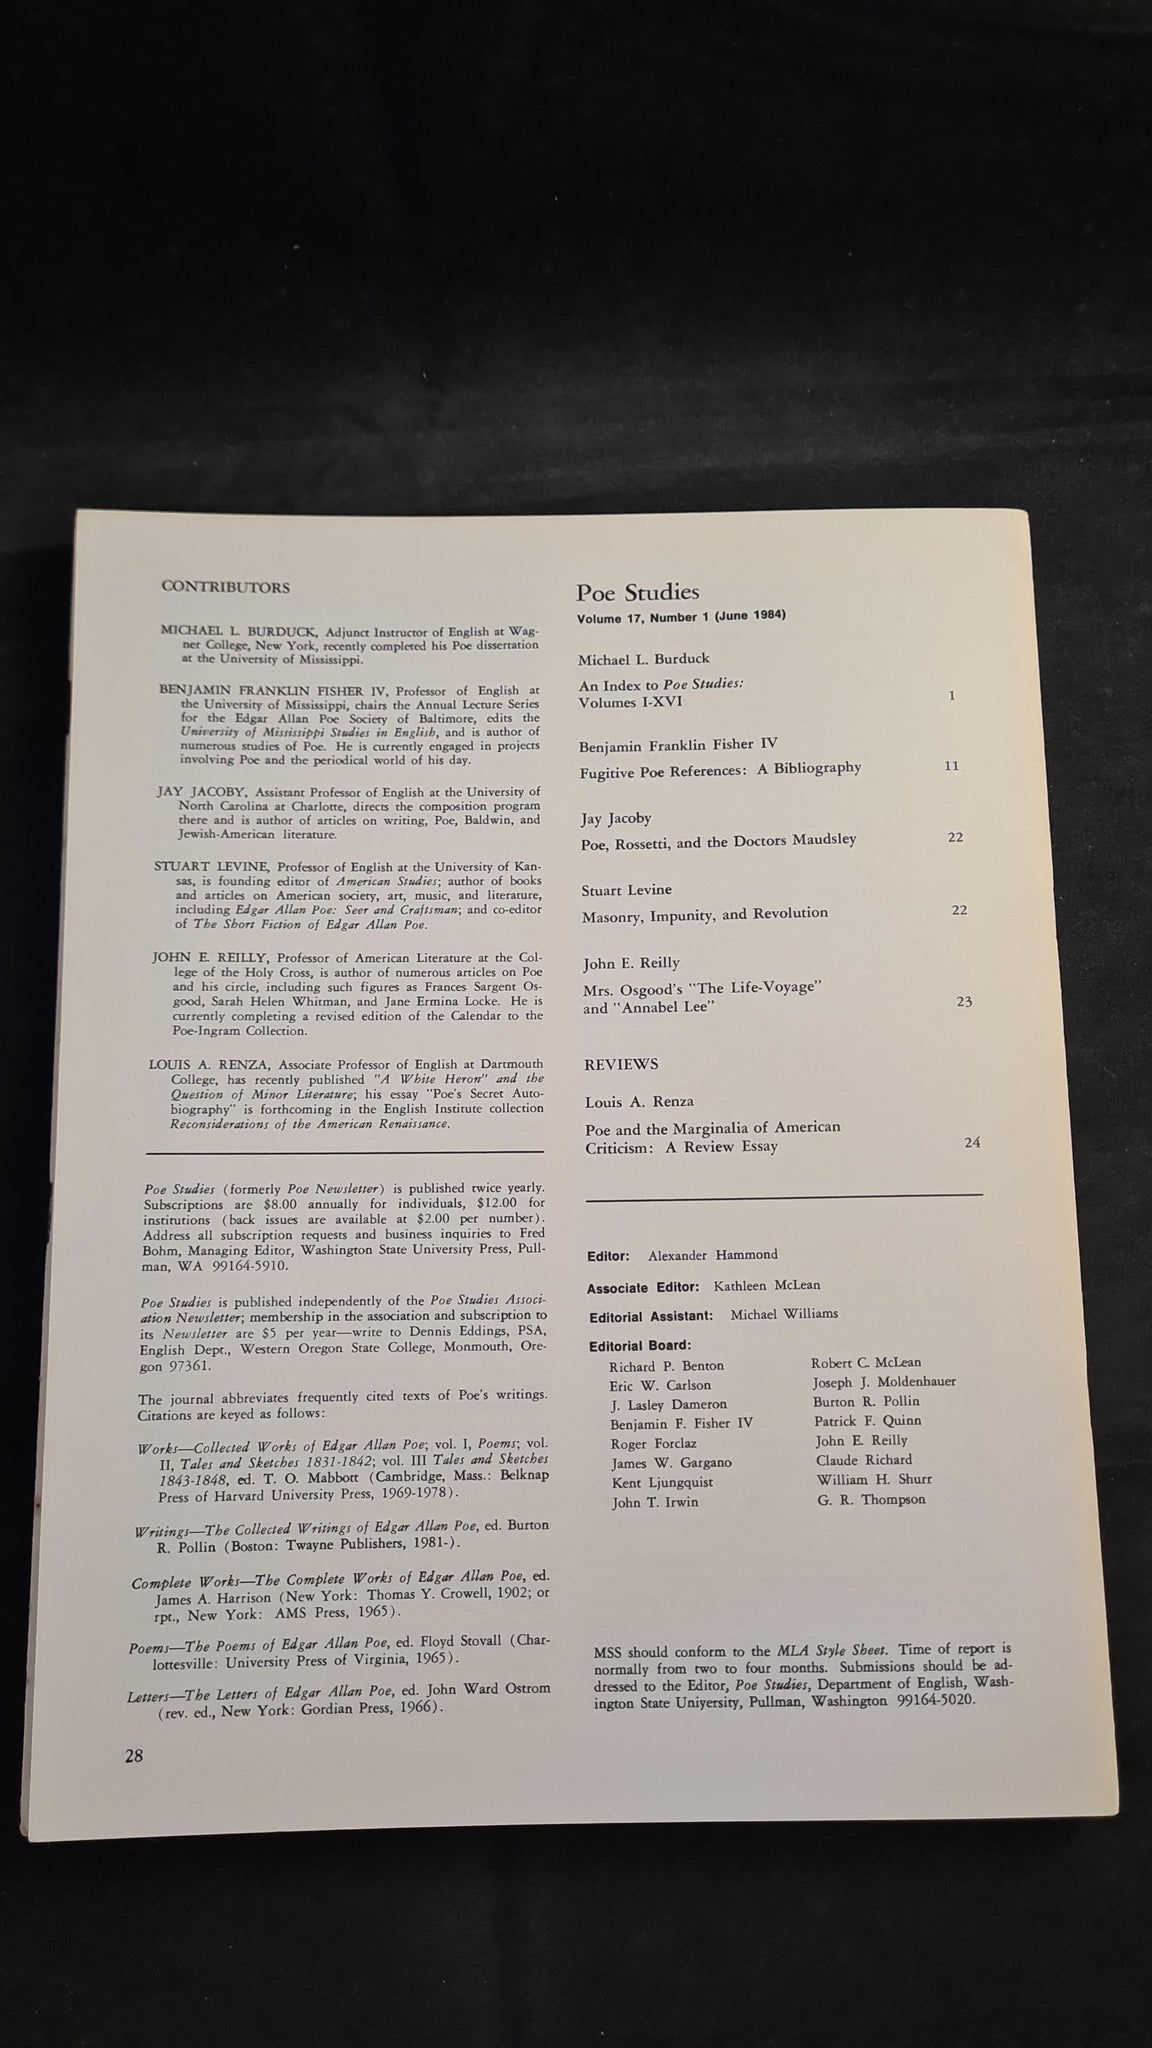 CONTRIBUTORS
MICHAEL L. BURDUCK, Adjunct Instructor of English at Wag-
ner College, New York, recently completed his Poe dissertation
at the University of Mississippi.
BENJAMIN FRANKLIN FISHER IV, Professor of English at
the University of Mississippi, chairs the Annual Lecture Series
for the Edgar Allan Poe Society of Baltimore, edits the
University of Mississippi Studies in English, and is author of
numerous studies of Poe. He is currently engaged in projects
involving Poe and the periodical world of his day.
JAY JACOBY, Assistant Professor of English at the University of
North Carolina at Charlotte, directs the composition program
there and is author of articles on writing, Poe, Baldwin, and
Jewish-American literature.
STUART LEVINE, Professor of English at the University of Kan-
sas, is founding editor of American Studies; author of books
and articles on American society, art, music, and literature,
including Edgar Allan Poe: Seer and Craftsman; and co-editor
of The Short Fiction of Edgar Allan Poe.
JOHN E. REILLY, Professor of American Literature at the Col-
lege of the Holy Cross, is author of numerous articles on Poe
and his circle, including such figures as Frances Sargent Os-
good, Sarah Helen Whitman, and Jane Ermina Locke. He is
currently completing a revised edition of the Calendar to the
Poe-Ingram Collection.
LOUIS A. RENZA, Associate Professor of English at Dartmouth
College, has recently published "A White Heron" and the
Question of Minor Literature; his essay "Poe's Secret Auto-
biography" is forthcoming in the English Institute collection
Reconsiderations of the American Renaissance.
Poe Studies (formerly Poe Newsletter) is published twice yearly.
Subscriptions are $8.00 annually for individuals, $12.00 for
institutions (back issues are available at $2.00 per number).
Address all subscription requests and business inquiries to Fred
Bohm, Managing Editor, Washington State University Press, Pull-
man, WA 99164-5910.
Poe Studies is published independently of the Poe Studies Associ-
ation Newsletter; membership in the association and subscription to
its Newsletter are $5 per year—write to Dennis Eddings, PSA,
English Dept., Western Oregon State College, Monmouth, Ore-
gon 97361.
The journal abbreviates frequently cited texts of Poe's writings.
Citations are keyed as follows:
Works—Collected Works of Edgar Allan Poe; vol. I, Poems; vol.
II, Tales and Sketches 1831-1842; vol. III Tales and Sketches
1843-1848, ed. T. O. Mabbott (Cambridge, Mass.: Belknap
Press of Harvard University Press, 1969-1978).
Writings—The Collected Writings of Edgar Allan Poe, ed. Burton
R. Pollin (Boston: Twayne Publishers, 1981-).
Complete Works—The Complete Works of Edgar Allan Poe, ed.
James A. Harrison (New York: Thomas Y. Crowell, 1902; or
rpt., New York: AMS Press, 1965).
Poems—The Poems of Edgar Allan Poe, ed. Floyd Stovall (Char-
lottesville: University Press of Virginia, 1965).
Letters—The Letters of Edgar Allan Poe, ed. John Ward Ostrom
(rev. ed., New York: Gordian Press, 1966).
28
Poe Studies
Volume 17, Number 1 (June 1984)
Michael L. Burduck
An Index to Poe Studies:
Volumes I-XVI 1
Benjamin Franklin Fisher IV
Fugitive Poe References: A Bibliography 11
Jay Jacoby
Poe, Rossetti, and the Doctors Maudsley 22
Stuart Levine
Masonry, Impunity, and Revolution 22
John E. Reilly
Mrs. Osgood's "The Life-Voyage"
and "Annabel Lee" 23
REVIEWS
Louis A. Renza
Poe and the Marginalia of American
Criticism: A Review Essay 24
Editor: Alexander Hammond
Associate Editor: Kathleen McLean
Editorial Assistant: Michael Williams
Editorial Board:
Richard P. Benton
Eric W. Carlson
J. Lasley Dameron
Benjamin F. Fisher IV
Roger Forclaz
James W. Gargano
Kent Ljungquist
John T. Irwin
Robert C. McLean
Joseph J. Moldenhauer
Burton R. Pollin
Patrick F. Quinn
John E. Reilly
Claude Richard
William H. Shurr
G. R. Thompson
MSS should conform to the MLA Style Sheet. Time of report is
normally from two to four months. Submissions should be ad-
dressed to the Editor, Poe Studies, Department of English, Wash-
ington State University, Pullman, Washington 99164-5020.